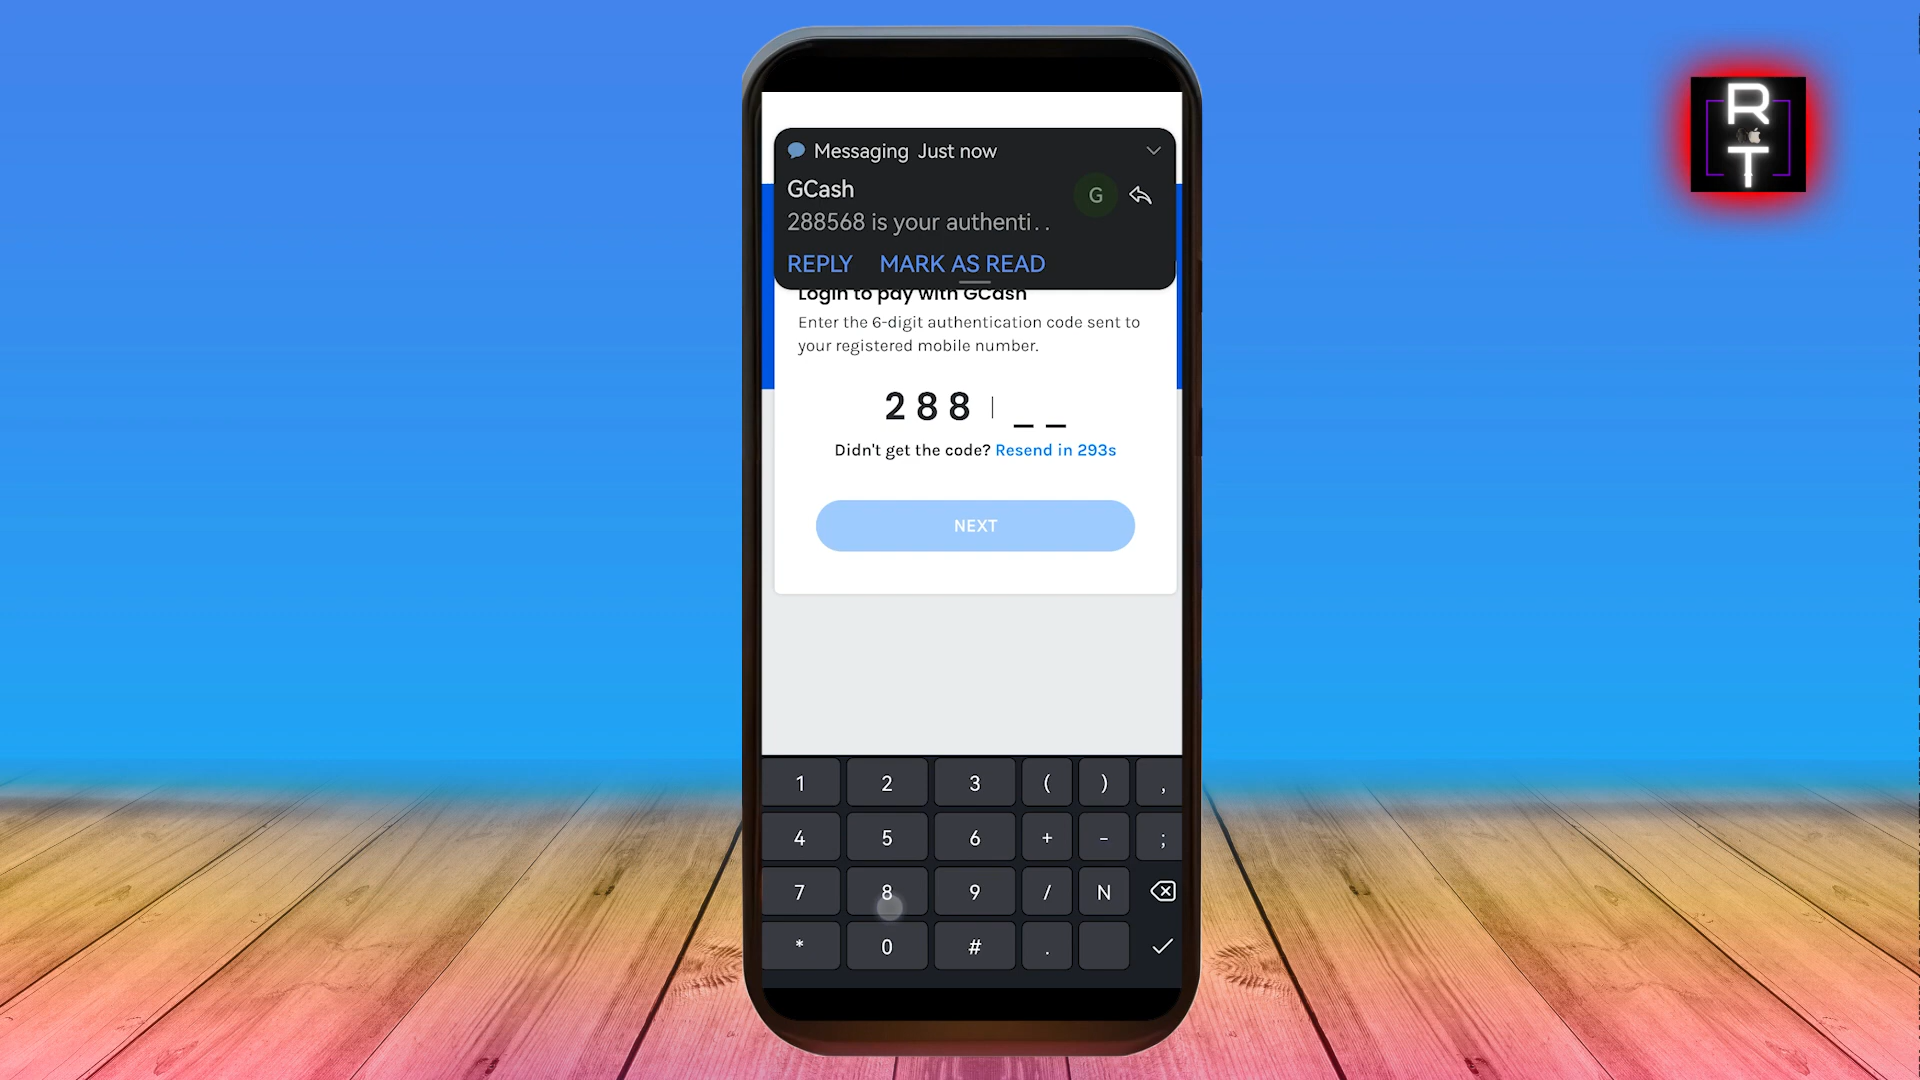 R
T
Messaging Just now
GCash
G
288568 is your authenti. .
REPLY MARK AS READ
Login to pay with GCash
Enter the 6-digit authentication code sent to
your registered mobile number.
288| _ _
Didn't get the code? Resend in 293s
NEXT
1 2 3 ( ) ,
4 5 6 + - ;
7 8 9 / N
* 0 # .